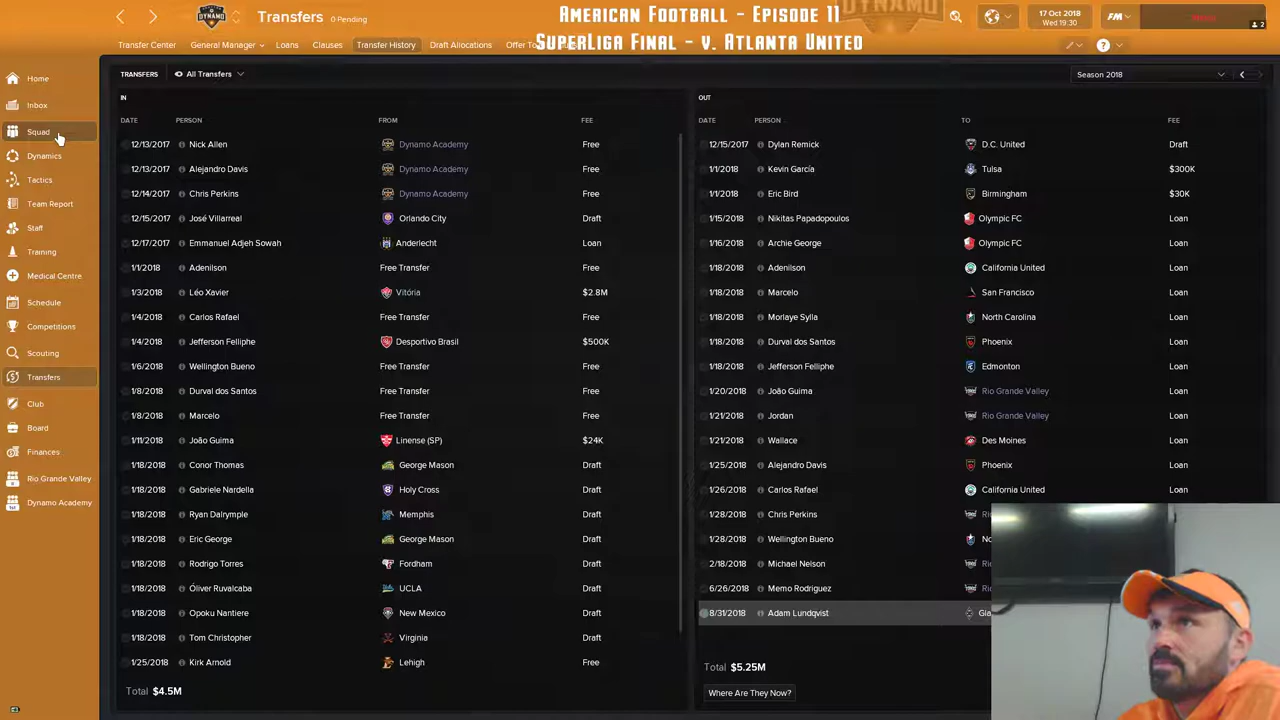 American Football - Episode 11
SuperLiga Final - v. Atlanta United
DYNAMO
Transfers 0 Pending
17 Oct 2018
Wed 19:30
FM
2
Transfer Center General Manager Loans Clauses Transfer History Draft Allocations Offer To
?
Home
Inbox
Squad
Dynamics
Tactics
Team Report
Staff
Training
Medical Centre
Schedule
Competitions
Scouting
Transfers
Club
Board
Finances
Rio Grande Valley
Dynamo Academy
TRANSFERS All Transfers
Season 2018
IN
DATE PERSON FROM FEE
12/13/2017 Nick Allen Dynamo Academy Free
12/13/2017 Alejandro Davis Dynamo Academy Free
12/14/2017 Chris Perkins Dynamo Academy Free
12/15/2017 José Villarreal Orlando City Draft
12/17/2017 Emmanuel Adjeh Sowah Anderlecht Loan
1/1/2018 Adenilson Free Transfer Free
1/3/2018 Léo Xavier Vitória $2.8M
1/4/2018 Carlos Rafael Free Transfer Free
1/4/2018 Jefferson Felliphe Desportivo Brasil $500K
1/6/2018 Wellington Bueno Free Transfer Free
1/8/2018 Durval dos Santos Free Transfer Free
1/8/2018 Marcelo Free Transfer Free
1/11/2018 João Guima Linense (SP) $24K
1/18/2018 Conor Thomas George Mason Draft
1/18/2018 Gabriele Nardella Holy Cross Draft
1/18/2018 Ryan Dalrymple Memphis Draft
1/18/2018 Eric George George Mason Draft
1/18/2018 Rodrigo Torres Fordham Draft
1/18/2018 Óliver Ruvalcaba UCLA Draft
1/18/2018 Opoku Nantiere New Mexico Draft
1/18/2018 Tom Christopher Virginia Draft
1/25/2018 Kirk Arnold Lehigh Free
Total $4.5M
OUT
DATE PERSON TO FEE
12/15/2017 Dylan Remick D.C. United Draft
1/1/2018 Kevin García Tulsa $300K
1/1/2018 Eric Bird Birmingham $30K
1/15/2018 Nikitas Papadopoulos Olympic FC Loan
1/16/2018 Archie George Olympic FC Loan
1/18/2018 Adenilson California United Loan
1/18/2018 Marcelo San Francisco Loan
1/18/2018 Morlaye Sylla North Carolina Loan
1/18/2018 Durval dos Santos Phoenix Loan
1/18/2018 Jefferson Felliphe Edmonton Loan
1/20/2018 João Guima Rio Grande Valley Loan
1/21/2018 Jordan Rio Grande Valley Loan
1/21/2018 Wallace Des Moines Loan
1/25/2018 Alejandro Davis Phoenix Loan
1/26/2018 Carlos Rafael California United Loan
1/28/2018 Chris Perkins
1/28/2018 Wellington Bueno
2/18/2018 Michael Nelson
6/26/2018 Memo Rodriguez
8/31/2018 Adam Lundqvist
Total $5.25M
Where Are They Now?